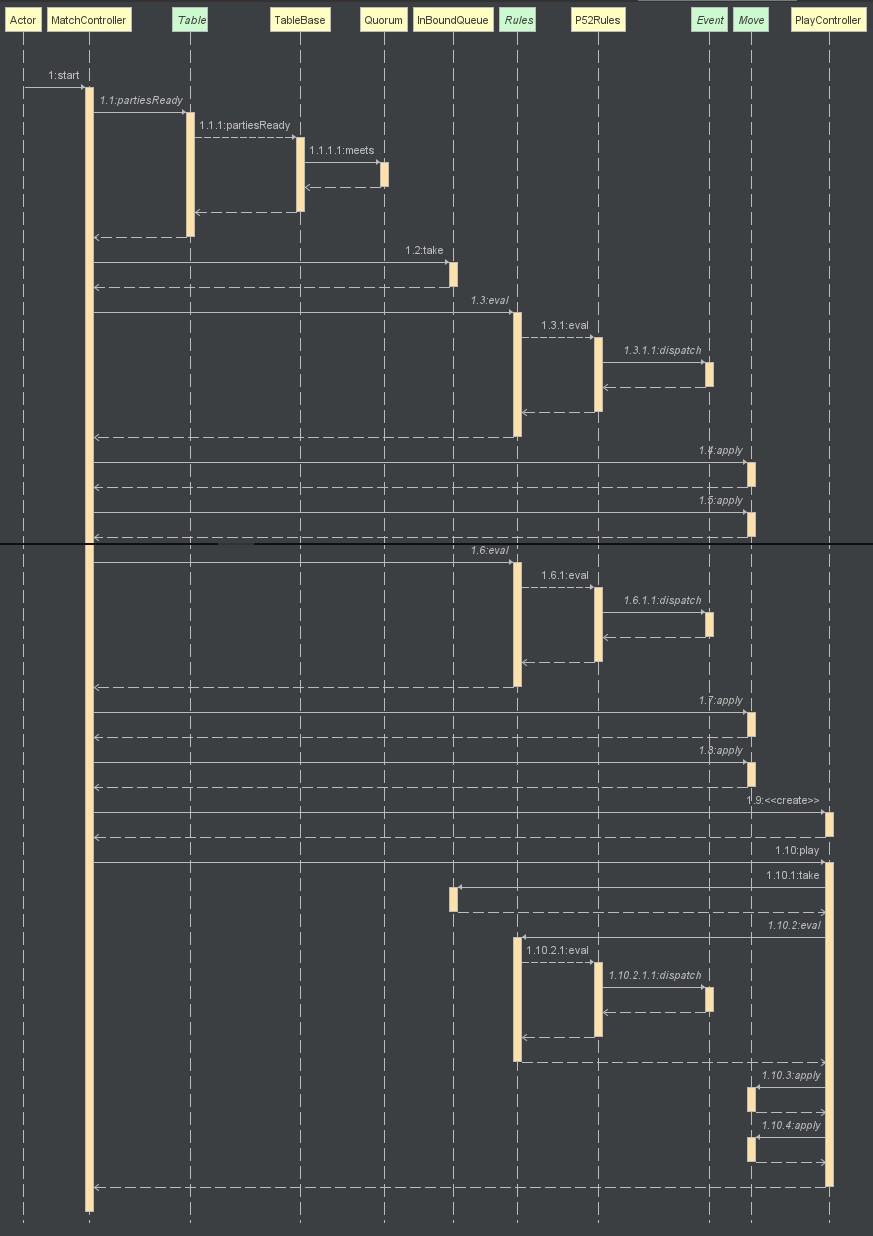 Actor MatchController Table TableBase Quorum InBoundQueue Rules P52Rules Event Move PlayController
1:start
1.1:partiesReady
1.1.1:partiesReady
1.1.1.1:meets
1.2:take
1.3:eval
1.3.1:eval
1.3.1.1:dispatch
1.4:apply
1.5:apply
1.6:eval
1.6.1:eval
1.6.1.1:dispatch
1.7:apply
1.8:apply
1.9:<<create>>
1.10:play
1.10.1:take
1.10.2:eval
1.10.2.1:eval
1.10.2.1.1:dispatch
1.10.3:apply
1.10.4:apply